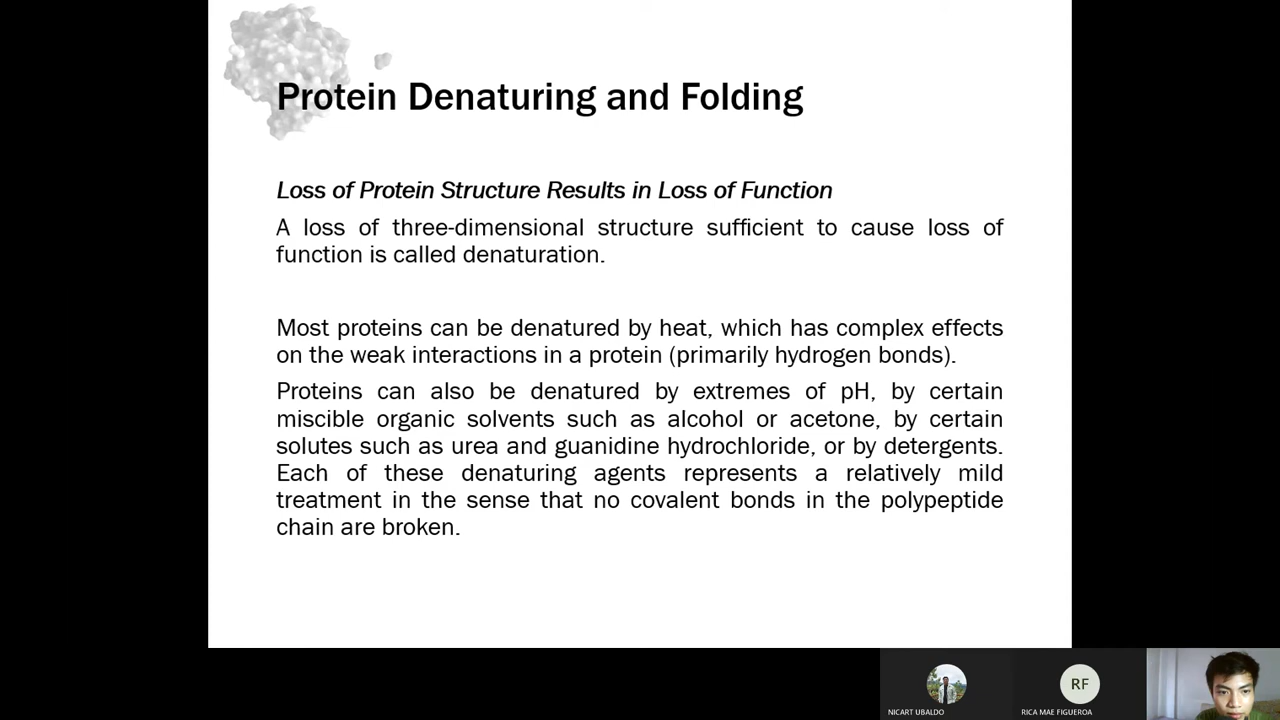 Protein Denaturing and Folding
Loss of Protein Structure Results in Loss of Function
A loss of three-dimensional structure sufficient to cause loss of
function is called denaturation.
Most proteins can be denatured by heat, which has complex effects
on the weak interactions in a protein (primarily hydrogen bonds).
Proteins can also be denatured by extremes of pH, by certain
miscible organic solvents such as alcohol or acetone, by certain
solutes such as urea and guanidine hydrochloride, or by detergents.
Each of these denaturing agents represents a relatively mild
treatment in the sense that no covalent bonds in the polypeptide
chain are broken.
RF
NICART UBALDO
RICA MAE FIGUEROA